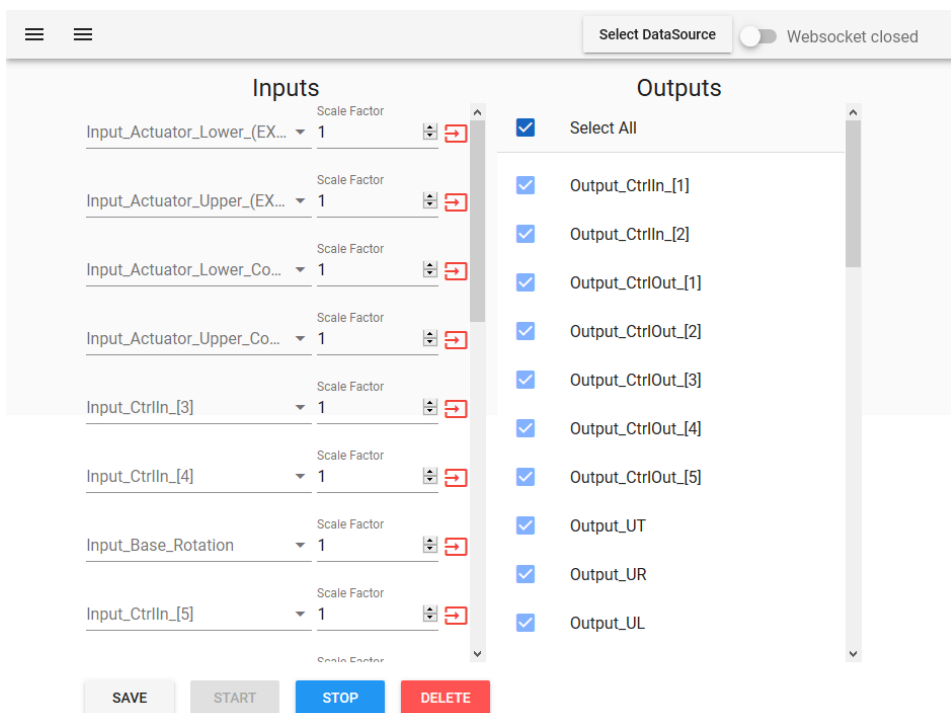 Select DataSource
Websocket closed
Inputs
Scale Factor
Input_Actuator_Lower_(EX...
1
Scale Factor
Input_Actuator_Upper_(EX...
1
Scale Factor
Input_Actuator_Lower_Co...
1
Scale Factor
Input_Actuator_Upper_Co...
1
Scale Factor
Input_CtrlIn_[3]
1
Scale Factor
Input_CtrlIn_[4]
1
Scale Factor
Input_Base_Rotation
1
Scale Factor
Input_CtrlIn_[5]
1
Scale Factor
Outputs
Select All
Output_CtrlIn_[1]
Output_CtrlIn_[2]
Output_CtrlOut_[1]
Output_CtrlOut_[2]
Output_CtrlOut_[3]
Output_CtrlOut_[4]
Output_CtrlOut_[5]
Output_UT
Output_UR
Output_UL
SAVE
START
STOP
DELETE